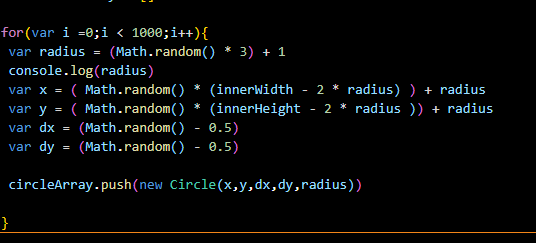 for(var i =0;i < 1000;i++){
var radius = (Math.random() * 3) + 1
console.log(radius)
var x = ( Math.random() * (innerWidth - 2 * radius) ) + radius
var y = ( Math.random() * (innerHeight - 2 * radius )) + radius
var dx = (Math.random() - 0.5)
var dy = (Math.random() - 0.5)
circleArray.push(new Circle(x,y,dx,dy,radius))
}